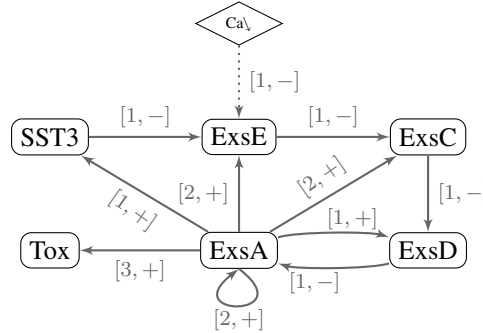 Ca↘
[1, −]
[1, −] [1, −]
SST3 ExsE ExsC
[1, +] [2, +] [2, +] [1, −
[1, +]
Tox ExsA ExsD
[3, +] [1, −]
[2, +]